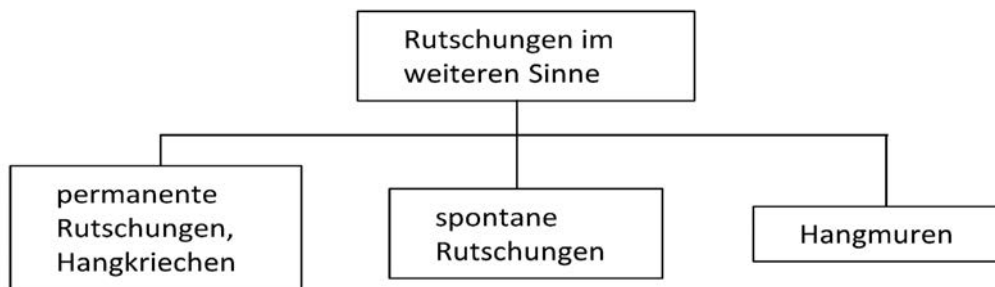 Rutschungen im
weiteren Sinne
permanente
Rutschungen,
Hangkriechen
spontane
Rutschungen
Hangmuren